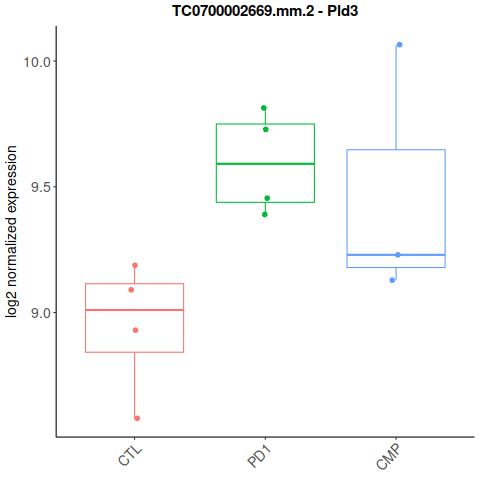 TC0700002669.mm.2 - Pld3
log2 normalized expression
10.0
9.5
9.0
CTL
PD1
CMP